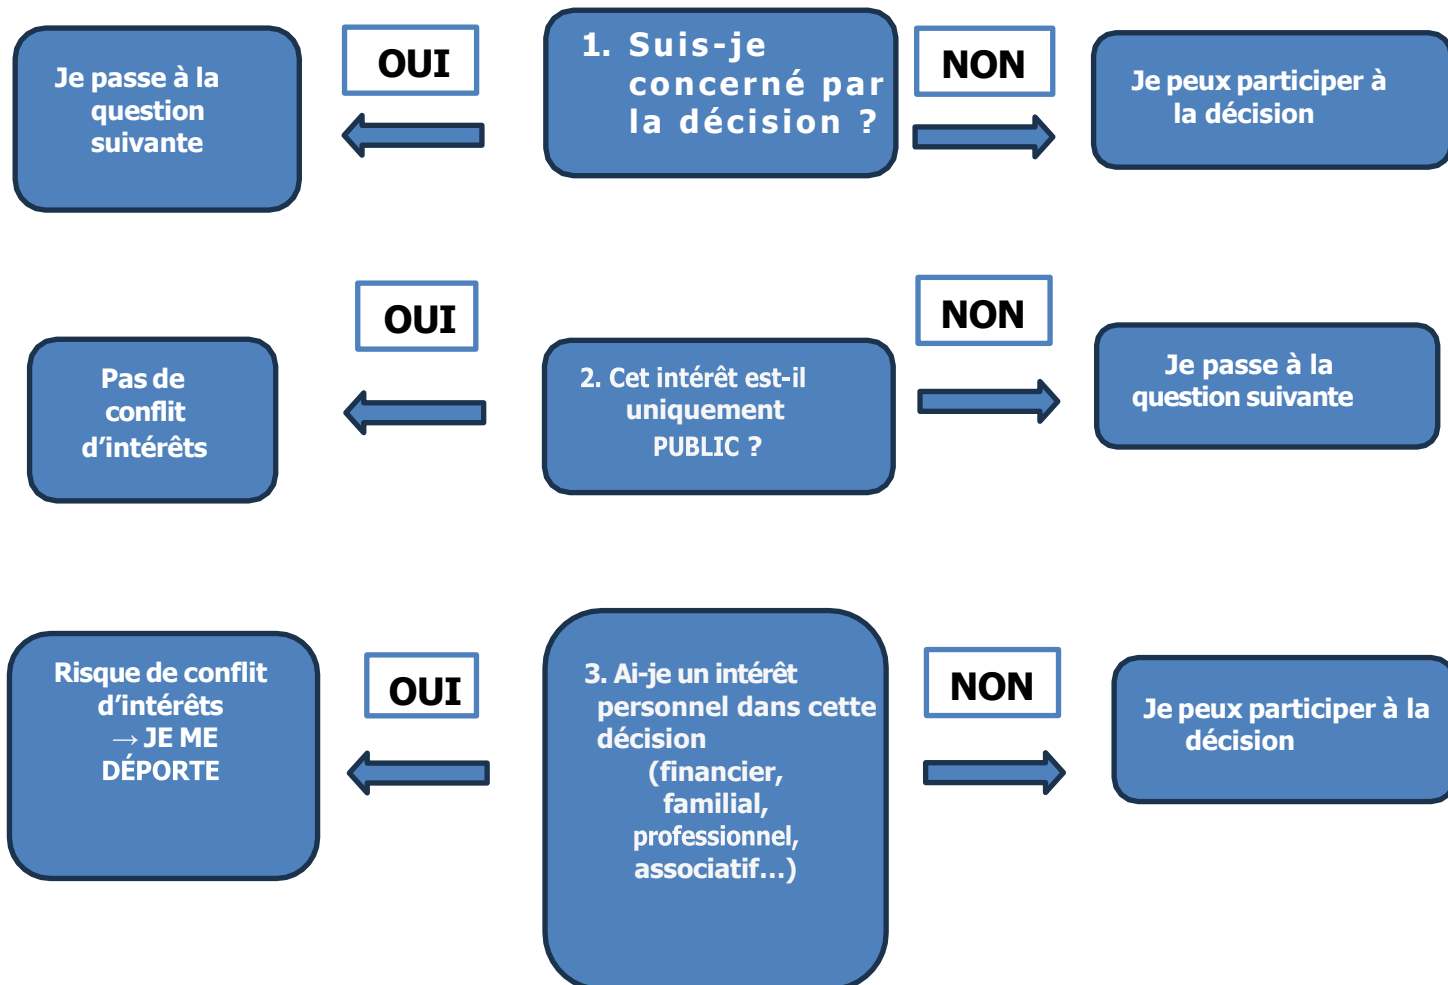 Je passe à la
question
suivante
OUI
1. Suis-je
concerné par
la décision ?
NON
Je peux participer à
la décision
Pas de
conflit
d’intérêts
OUI
2. Cet intérêt est-il
uniquement
PUBLIC ?
NON
Je passe à la
question suivante
Risque de conflit
d’intérêts
→ JE ME
DÉPORTE
OUI
3. Ai-je un intérêt
personnel dans cette
décision
(financier,
familial,
professionnel,
associatif…)
NON
Je peux participer à la
décision